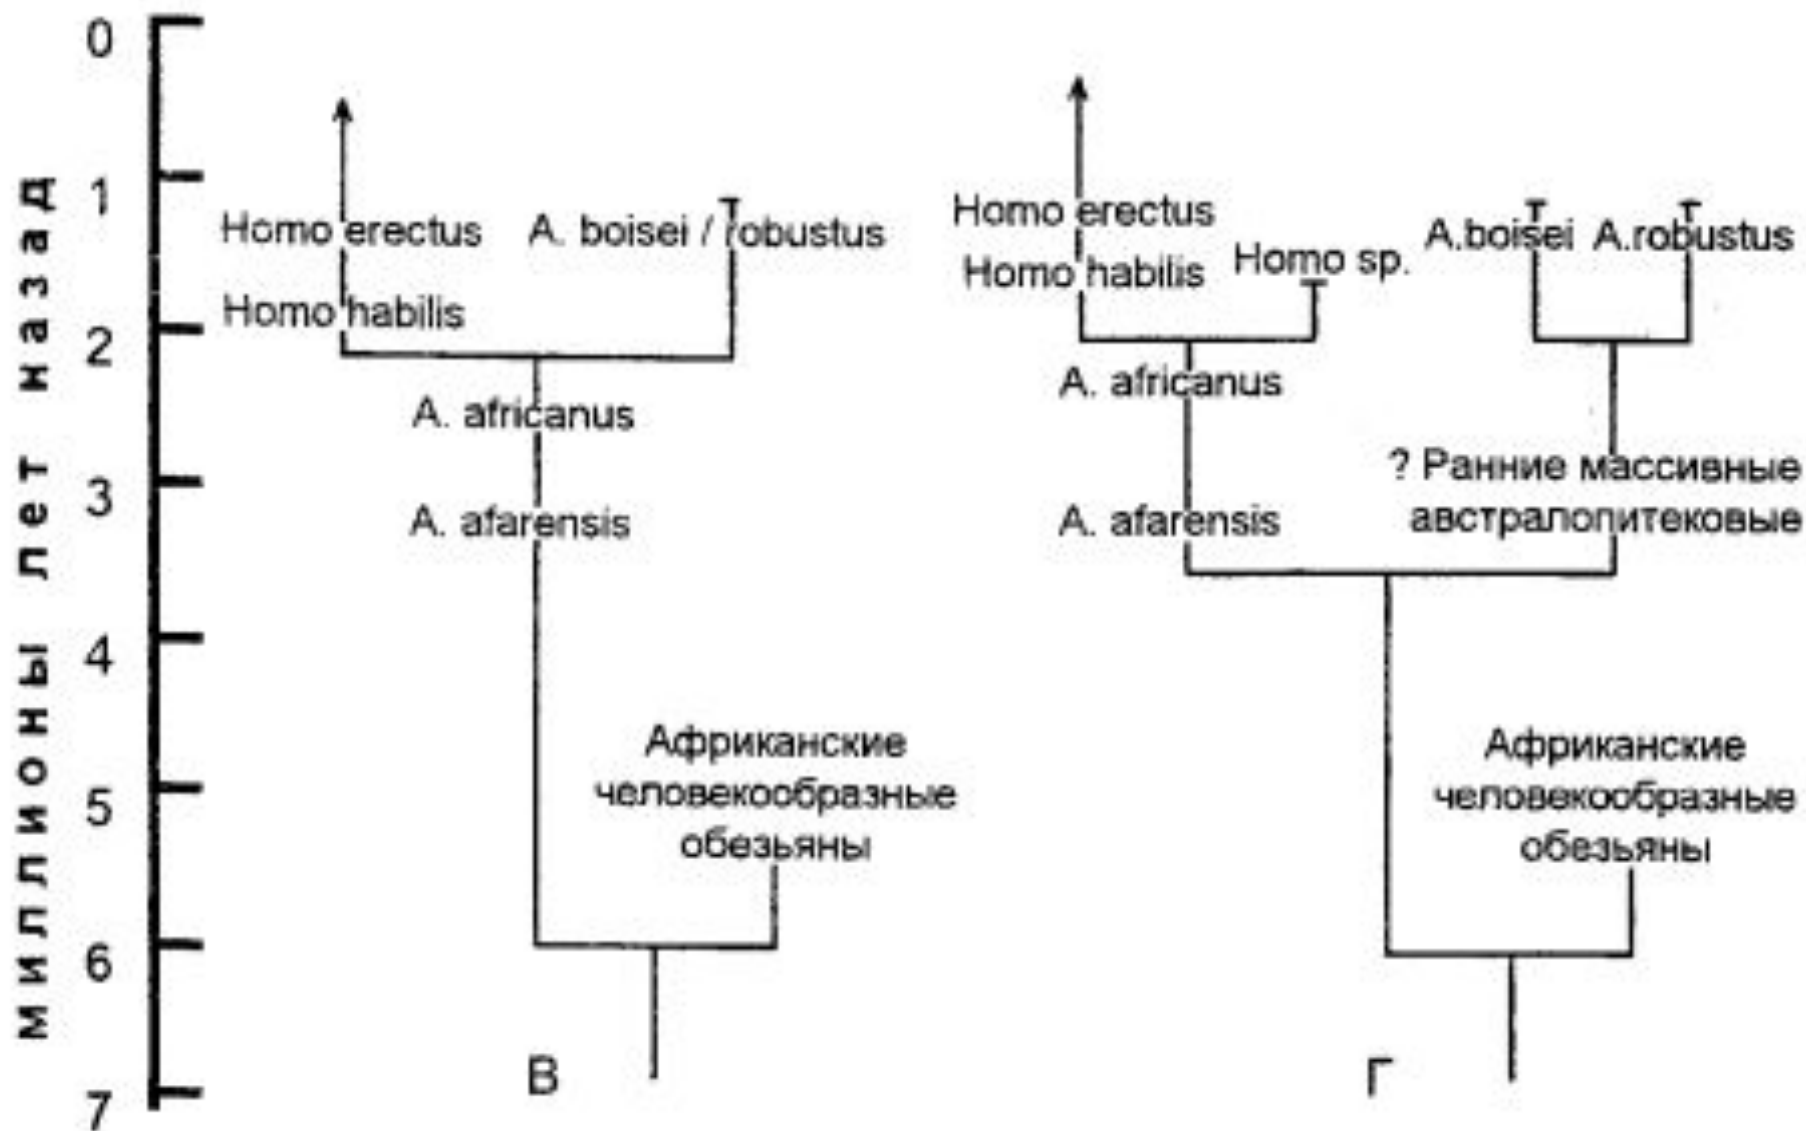 миллионы лет назад
0
1
2
3
4
5
6
7
Homo erectus
A. boisei / robustus
Homo habilis
A. africanus
A. afarensis
Африканские
человекообразные
обезьяны
В
Homo erectus
Homo habilis
Homo sp.
A.boisei
A.robustus
A. africanus
? Ранние массивные
австралопитековые
A. afarensis
Африканские
человекообразные
обезьяны
Г